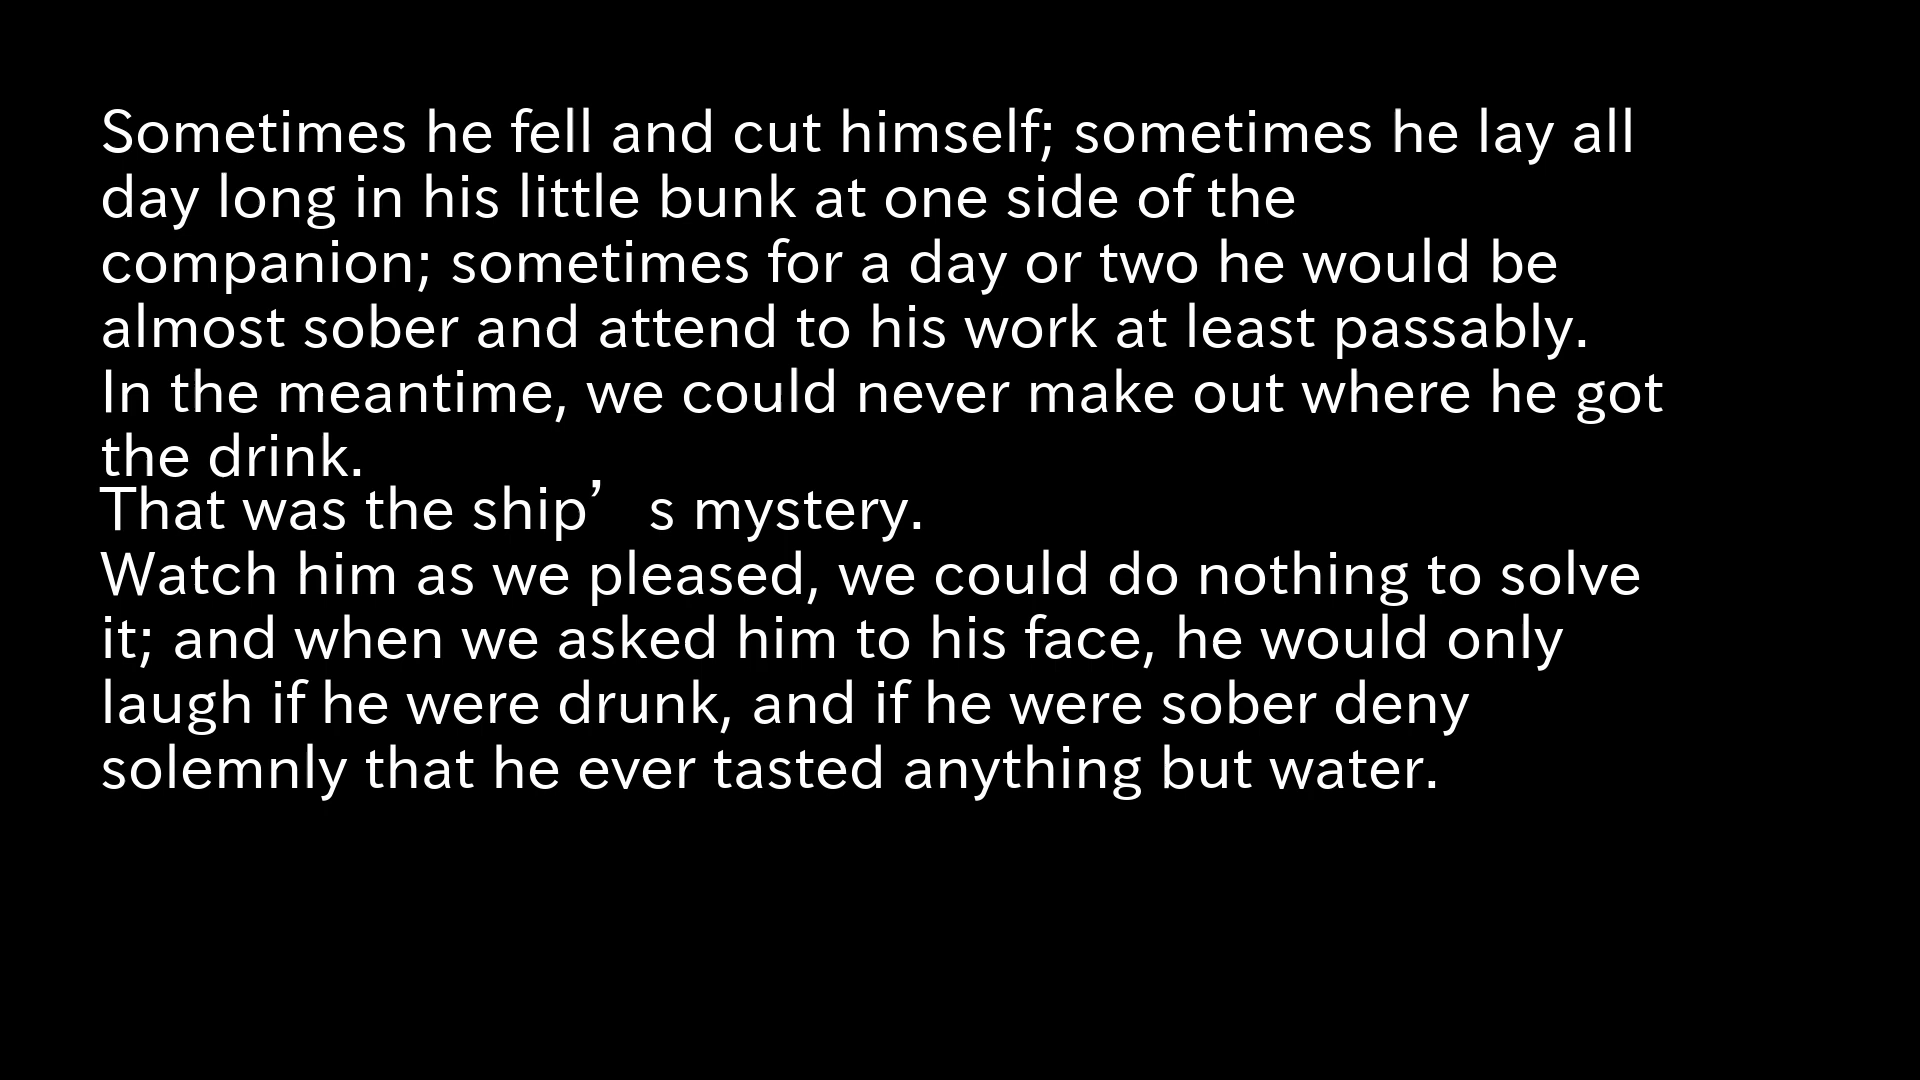 Sometimes he fell and cut himself; sometimes he lay all
day long in his little bunk at one side of the
companion; sometimes for a day or two he would be
almost sober and attend to his work at least passably.
In the meantime, we could never make out where he got
the drink.
That was the ship’s mystery.
Watch him as we pleased, we could do nothing to solve
it; and when we asked him to his face, he would only
laugh if he were drunk, and if he were sober deny
solemnly that he ever tasted anything but water.